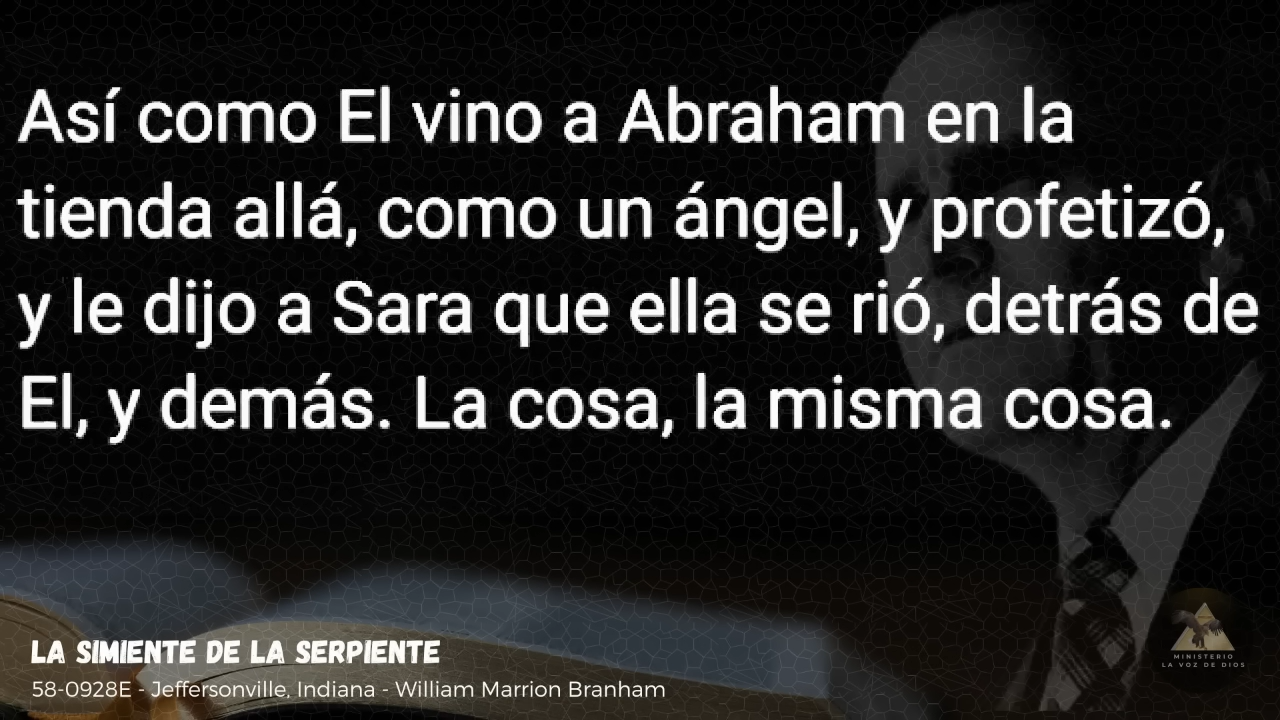 Así como El vino a Abraham en la
tienda allá, como un ángel, y profetizó,
y le dijo a Sara que ella se rió, detrás de
El, y demás. La cosa, la misma cosa.
LA SIMIENTE DE LA SERPIENTE
58-0928E - Jeffersonville, Indiana - William Marrion Branham
MINISTERIO
LA VOZ DE DIOS